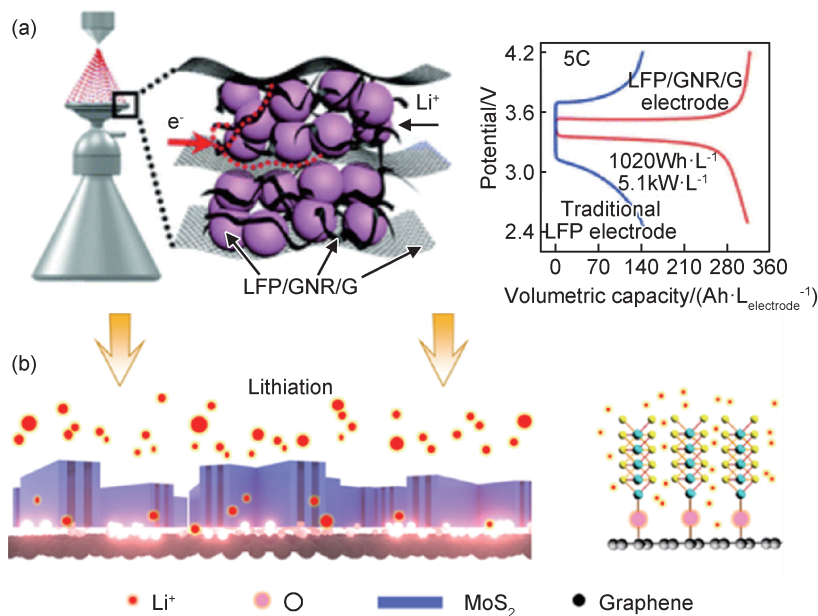 (a)
e⁻
Li⁺
LFP/GNR/G
4.2
3.6
3.0
2.4
Potential/V
5C
LFP/GNR/G
electrode
1020Wh·L⁻¹
5.1kW·L⁻¹
Traditional
LFP electrode
0 70 140 210 280 360
Volumetric capacity/(Ah·L_electrode⁻¹)
(b)
Lithiation
Li⁺
O
MoS₂
Graphene